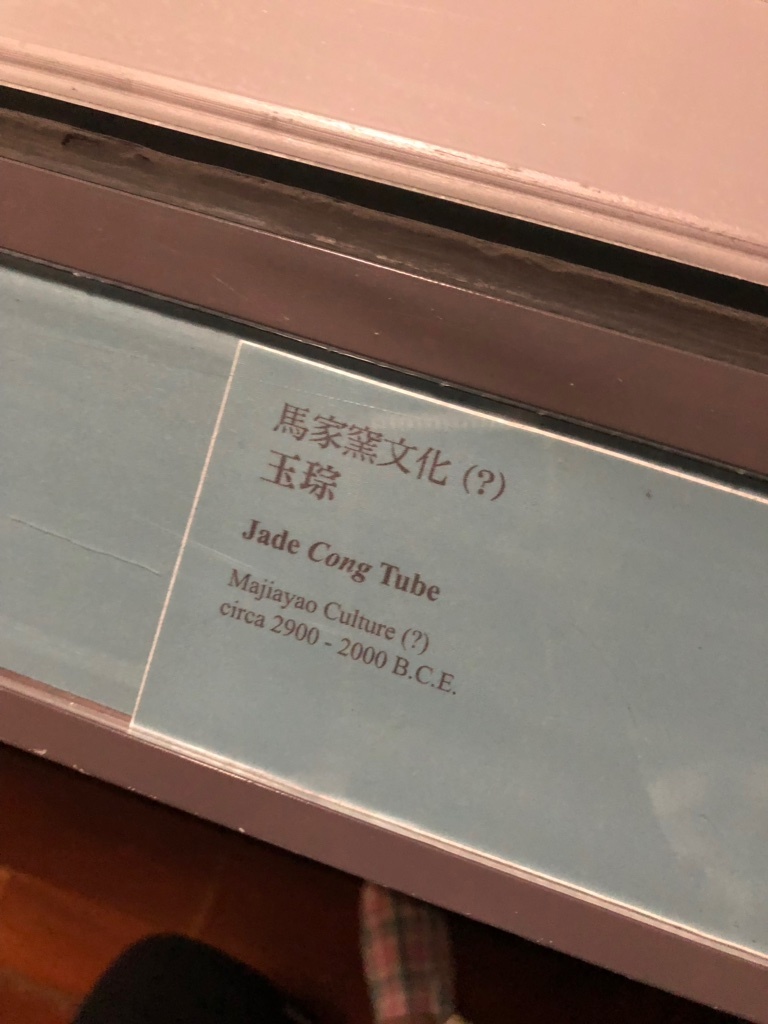 馬家窯文化 (?)
玉琮
Jade Cong Tube
Majiayao Culture (?)
circa 2900 - 2000 B.C.E.